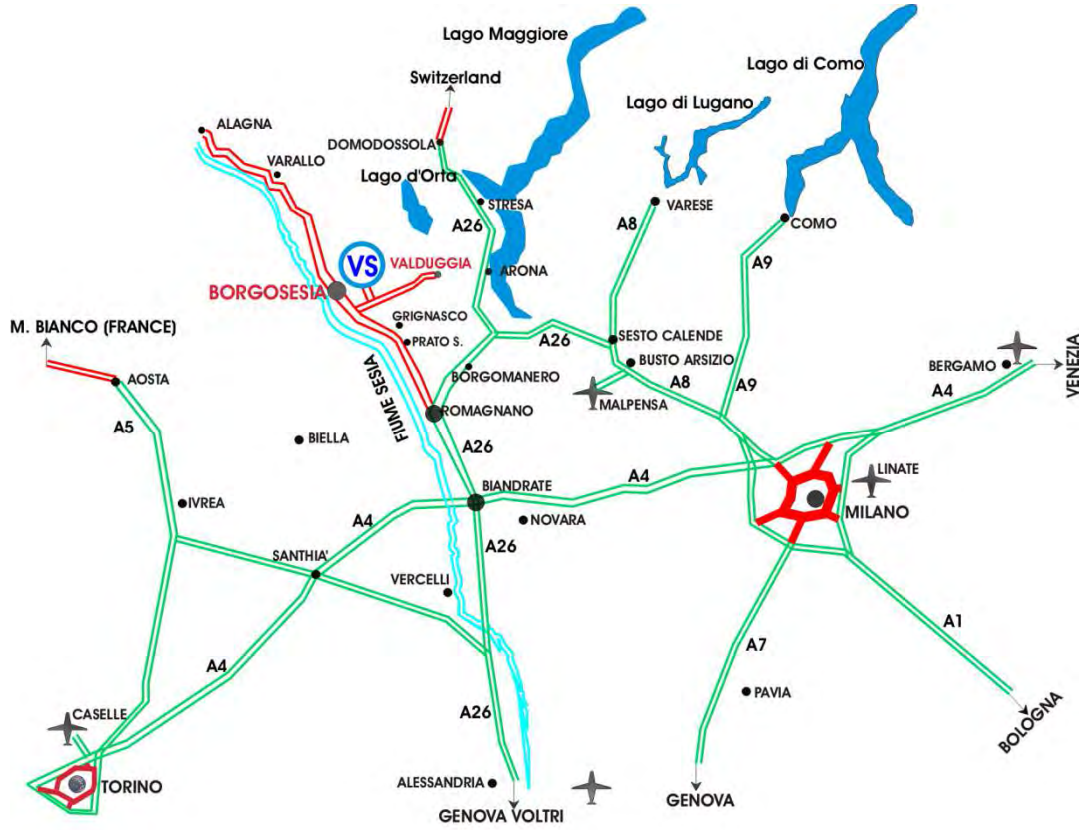 Lago Maggiore
Lago di Como
Switzerland
Lago di Lugano
ALAGNA
DOMODOSSOLA
VARALLO
Lago d'Orta
STRESA
VARESE
A26
A8
COMO
VS
VALDUGGIA
ARONA
A9
BORGOSESIA
GRIGNASCO
M. BIANCO (FRANCE)
PRATO S.
A26
SESTO CALENDE
BUSTO ARSIZIO
BERGAMO
VENEZIA
AOSTA
FIUME SESIA
BORGOMANERO
A8
A9
A4
MALPENSA
ROMAGNANO
A5
BIELLA
A26
LINATE
A4
BIANDRATE
IVREA
MILANO
A4
NOVARA
A26
SANTHIA'
VERCELLI
A1
A7
A4
PAVIA
A26
CASELLE
BOLOGNA
TORINO
ALESSANDRIA
GENOVA
GENOVA VOLTRI